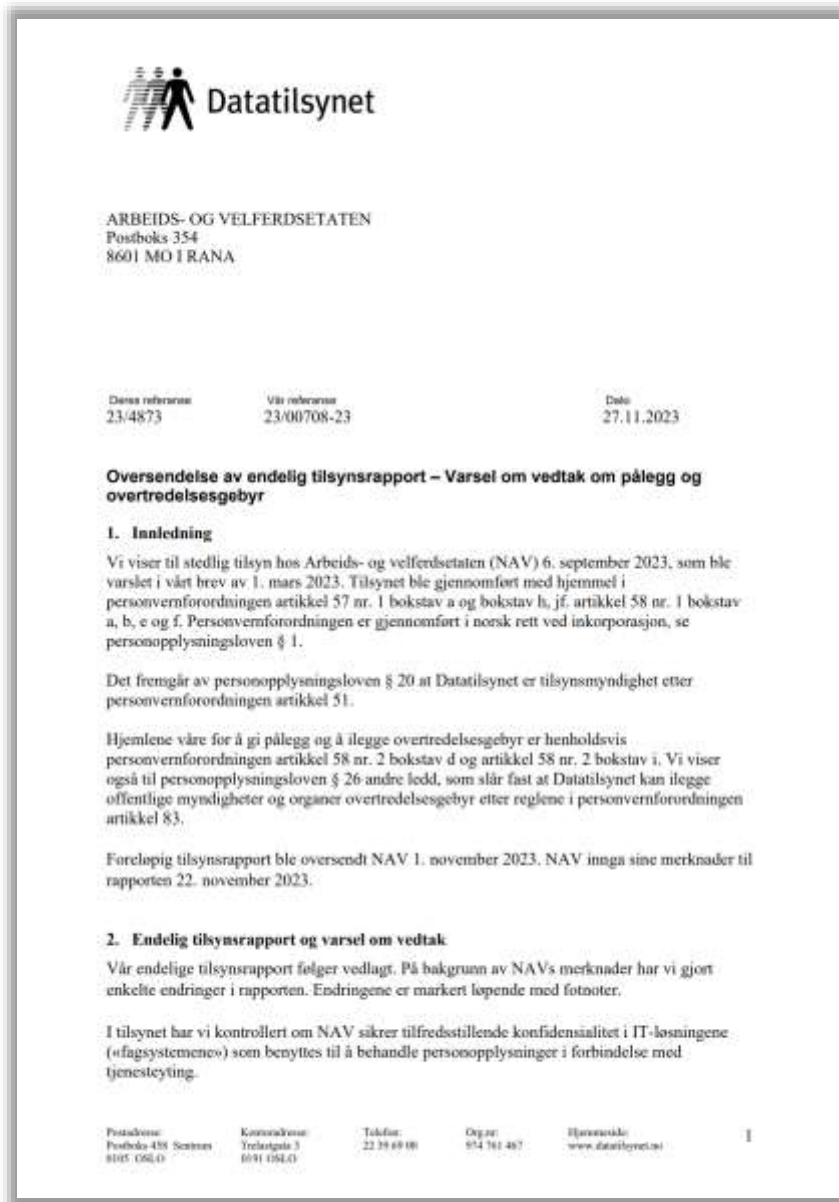 Datatilsynet
ARBEIDS- OG VELFERDSETATEN
Postboks 354
8601 MO I RANA
Deres referanse Vår referanse Dato
23/4873 23/00708-23 27.11.2023
Oversendelse av endelig tilsynsrapport – Varsel om vedtak om pålegg og
overtredelsesgebyr
1. Innledning
Vi viser til stedlig tilsyn hos Arbeids- og velferdsetaten (NAV) 6. september 2023, som ble
varslet i vårt brev av 1. mars 2023. Tilsynet ble gjennomført med hjemmel i
personvernforordningen artikkel 57 nr. 1 bokstav a og bokstav h, jf. artikkel 58 nr. 1 bokstav
a, b, e og f. Personvernforordningen er gjennomført i norsk rett ved inkorporasjon, se
personopplysningsloven § 1.
Det fremgår av personopplysningsloven § 20 at Datatilsynet er tilsynsmyndighet etter
personvernforordningen artikkel 51.
Hjemlene våre for å gi pålegg og å ilegge overtredelsesgebyr er henholdsvis
personvernforordningen artikkel 58 nr. 2 bokstav d og artikkel 58 nr. 2 bokstav i. Vi viser
også til personopplysningsloven § 26 andre ledd, som slår fast at Datatilsynet kan ilegge
offentlige myndigheter og organer overtredelsesgebyr etter reglene i personvernforordningen
artikkel 83.
Foreløpig tilsynsrapport ble oversendt NAV 1. november 2023. NAV innga sine merknader til
rapporten 22. november 2023.
2. Endelig tilsynsrapport og varsel om vedtak
Vår endelige tilsynsrapport følger vedlagt. På bakgrunn av NAVs merknader har vi gjort
enkelte endringer i rapporten. Endringene er markert løpende med fotnoter.
I tilsynet har vi kontrollert om NAV sikrer tilfredsstillende konfidensialitet i IT-løsningene
(«fagsystemene») som benyttes til å behandle personopplysninger i forbindelse med
tjenesteyting.
Postadresse: Kontoradresse: Telefon: Org.nr: Hjemmeside: 1
Postboks 458 Sentrum Trelastgata 3 22 39 69 00 974 761 467 www.datatilsynet.no
0105 OSLO 0191 OSLO